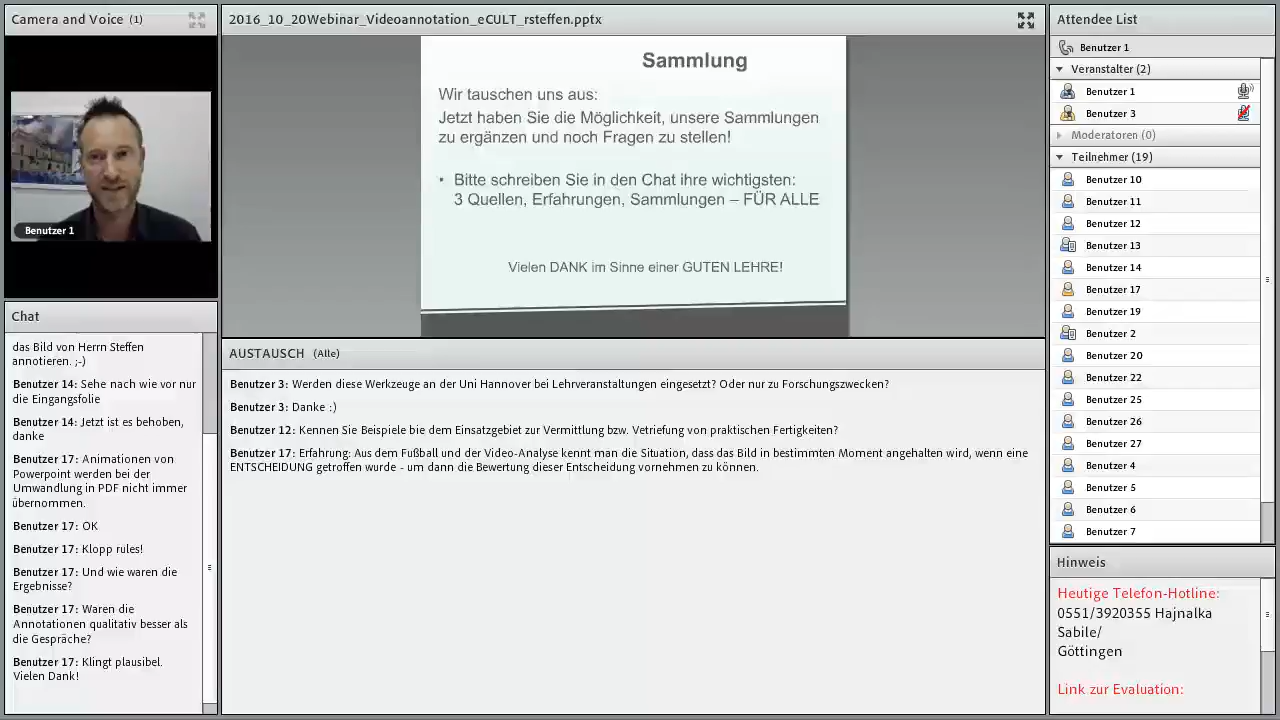 Camera and Voice (1)
Benutzer 1
Chat
das Bild von Herrn Steffen
annotieren. ;-)
Benutzer 14: Sehe nach wie vor nur
die Eingangsfolie
Benutzer 14: Jetzt ist es behoben,
danke
Benutzer 17: Animationen von
Powerpoint werden bei der
Umwandlung in PDF nicht immer
übernommen.
Benutzer 17: OK
Benutzer 17: Klopp rules!
Benutzer 17: Und wie waren die
Ergebnisse?
Benutzer 17: Waren die
Annotationen qualitativ besser als
die Gespräche?
Benutzer 17: Klingt plausibel.
Vielen Dank!
2016_10_20Webinar_Videoannotation_eCULT_rsteffen.pptx
Sammlung
Wir tauschen uns aus:
Jetzt haben Sie die Möglichkeit, unsere Sammlungen
zu ergänzen und noch Fragen zu stellen!
• Bitte schreiben Sie in den Chat ihre wichtigsten:
3 Quellen, Erfahrungen, Sammlungen – FÜR ALLE
Vielen DANK im Sinne einer GUTEN LEHRE!
AUSTAUSCH (Alle)
Benutzer 3: Werden diese Werkzeuge an der Uni Hannover bei Lehrveranstaltungen eingesetzt? Oder nur zu Forschungszwecken?
Benutzer 3: Danke :)
Benutzer 12: Kennen Sie Beispiele bie dem Einsatzgebiet zur Vermittlung bzw. Vetriefung von praktischen Fertigkeiten?
Benutzer 17: Erfahrung: Aus dem Fußball und der Video-Analyse kennt man die Situation, dass das Bild in bestimmten Moment angehalten wird, wenn eine
ENTSCHEIDUNG getroffen wurde - um dann die Bewertung dieser Entscheidung vornehmen zu können.
Attendee List
Benutzer 1
Veranstalter (2)
Benutzer 1
Benutzer 3
Moderatoren (0)
Teilnehmer (19)
Benutzer 10
Benutzer 11
Benutzer 12
Benutzer 13
Benutzer 14
Benutzer 17
Benutzer 19
Benutzer 2
Benutzer 20
Benutzer 22
Benutzer 25
Benutzer 26
Benutzer 27
Benutzer 4
Benutzer 5
Benutzer 6
Benutzer 7
Hinweis
Heutige Telefon-Hotline:
0551/3920355 Hajnalka
Sabile/
Göttingen
Link zur Evaluation: